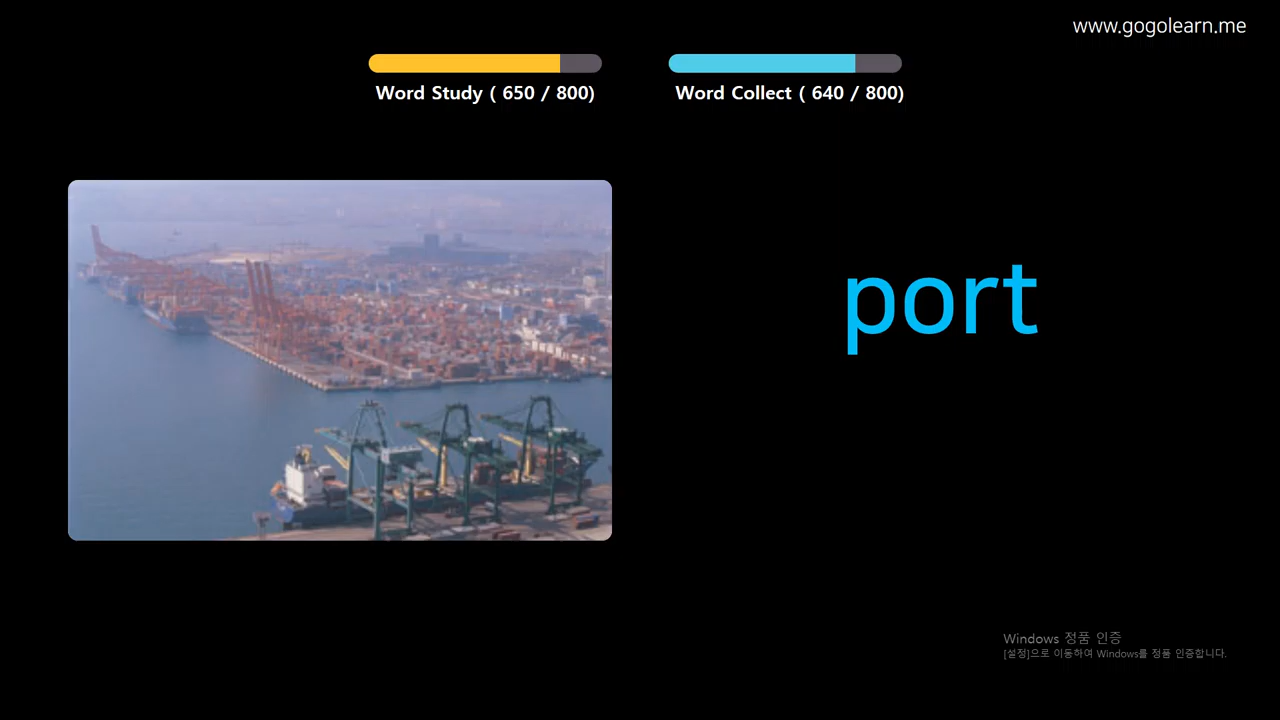 www.gogolearn.me
Word Study ( 650 / 800)
Word Collect ( 640 / 800)
port
Windows 정품 인증
[설정]으로 이동하여 Windows를 정품 인증합니다.